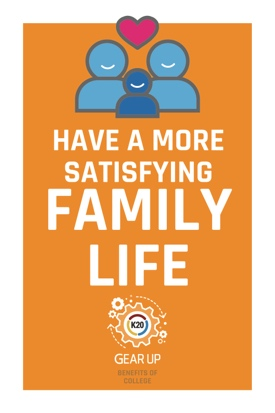 HAVE A MORE
SATISFYING
FAMILY
LIFE
K20
GEAR UP
BENEFITS OF
COLLEGE